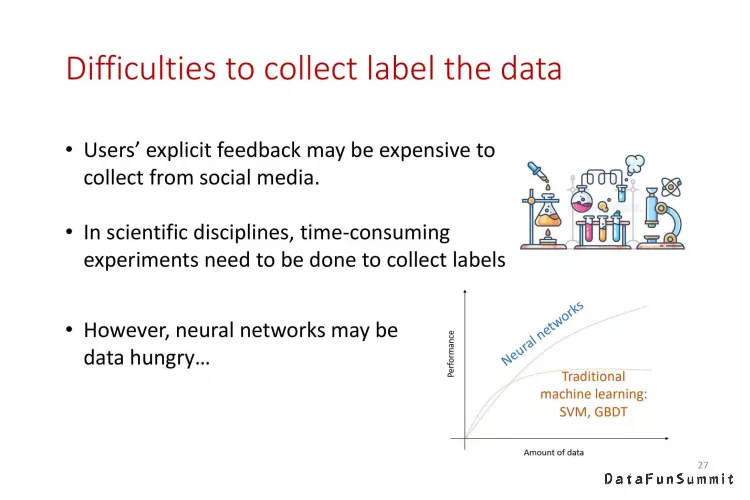 Difficulties to collect label the data
• Users’ explicit feedback may be expensive to
collect from social media.
• In scientific disciplines, time-consuming
experiments need to be done to collect labels
• However, neural networks may be
data hungry…
Performance
Neural networks
Traditional
machine learning:
SVM, GBDT
Amount of data
27
DataFunSummit